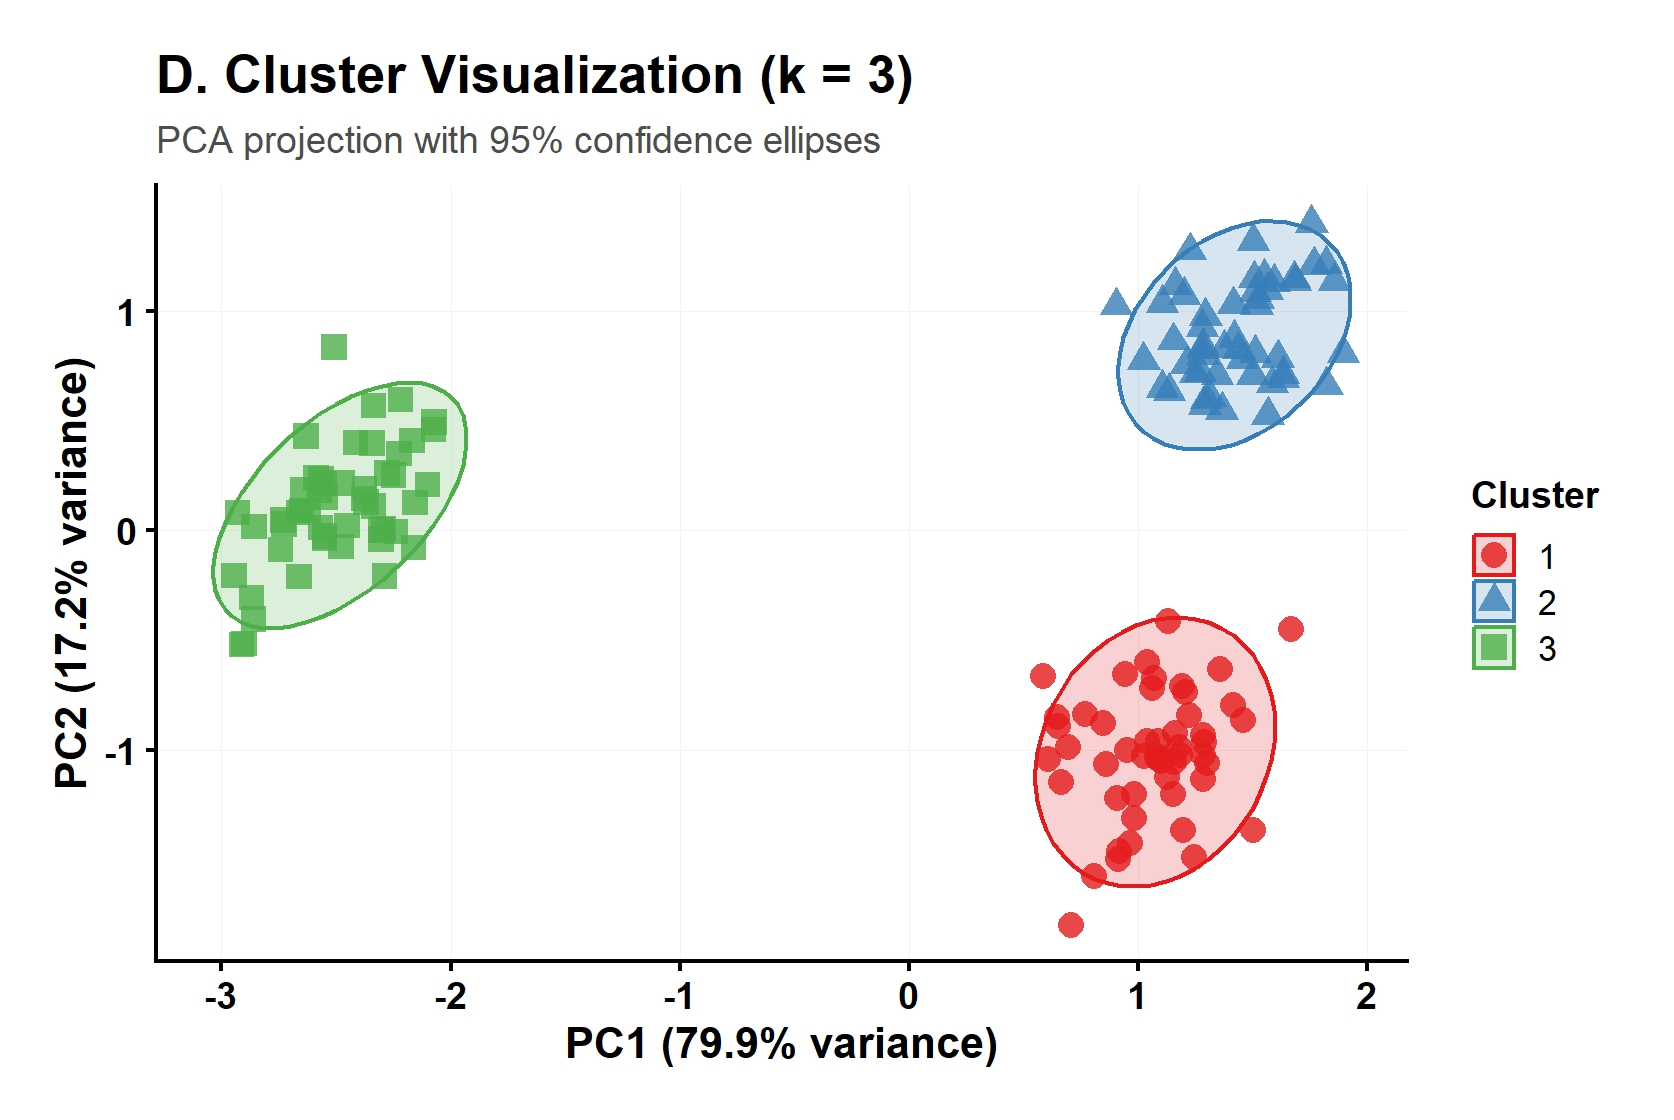 D. Cluster Visualization (k = 3)
PCA projection with 95% confidence ellipses
PC2 (17.2% variance)
1
0
-1
-3
-2
-1
0
1
2
PC1 (79.9% variance)
Cluster
1
2
3